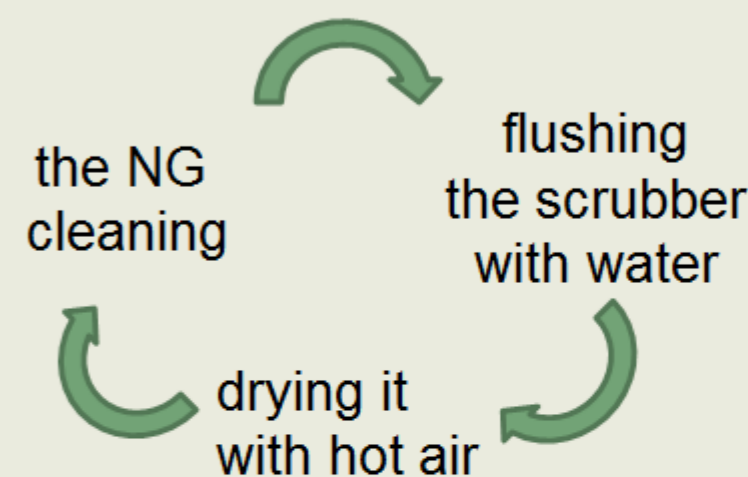 the NG
cleaning
flushing
the scrubber
with water
drying it
with hot air